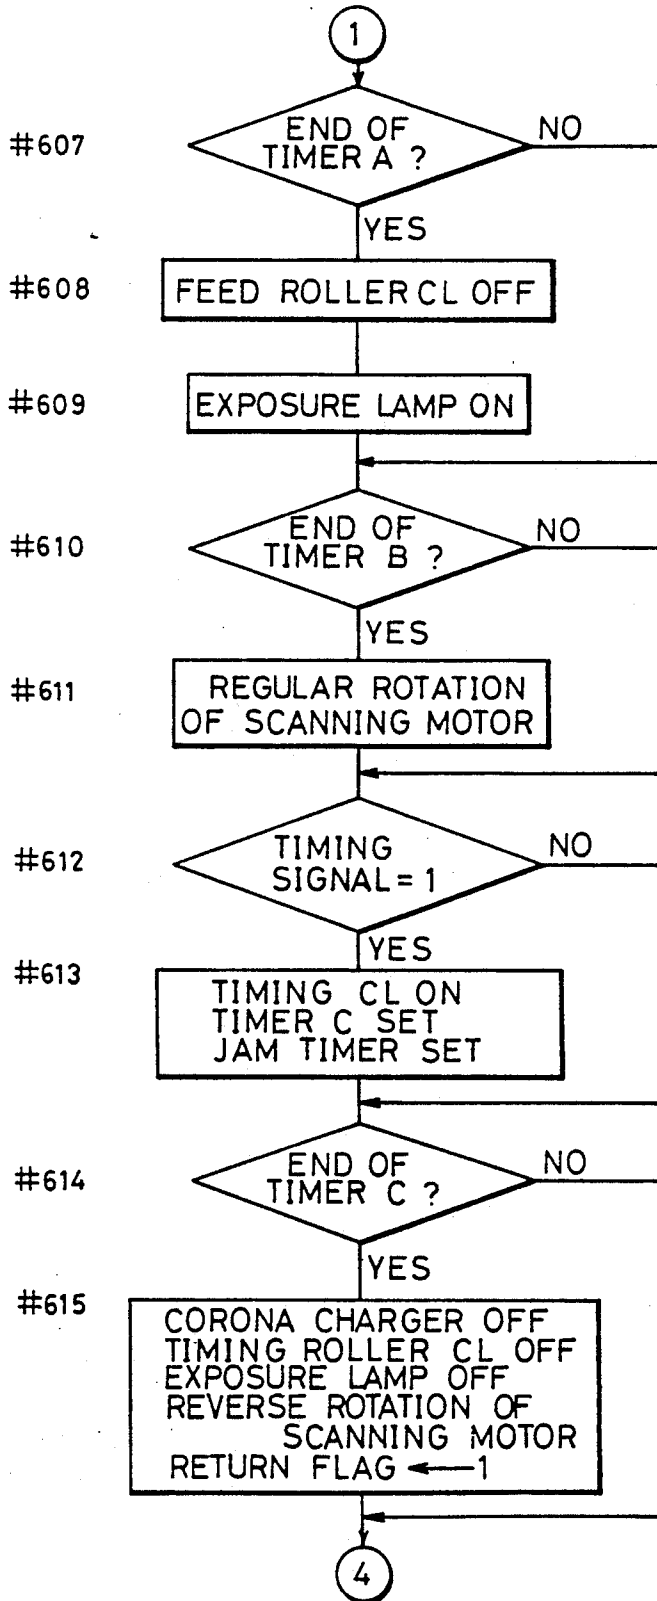 1
#607
END OF
TIMER A ?
NO
YES
#608
FEED ROLLER CL OFF
#609
EXPOSURE LAMP ON
#610
END OF
TIMER B ?
NO
YES
#611
REGULAR ROTATION
OF SCANNING MOTOR
#612
TIMING
SIGNAL = 1
NO
YES
#613
TIMING CL ON
TIMER C SET
JAM TIMER SET
#614
END OF
TIMER C ?
NO
YES
#615
CORONA CHARGER OFF
TIMING ROLLER CL OFF
EXPOSURE LAMP OFF
REVERSE ROTATION OF
SCANNING MOTOR
RETURN FLAG ← 1
4